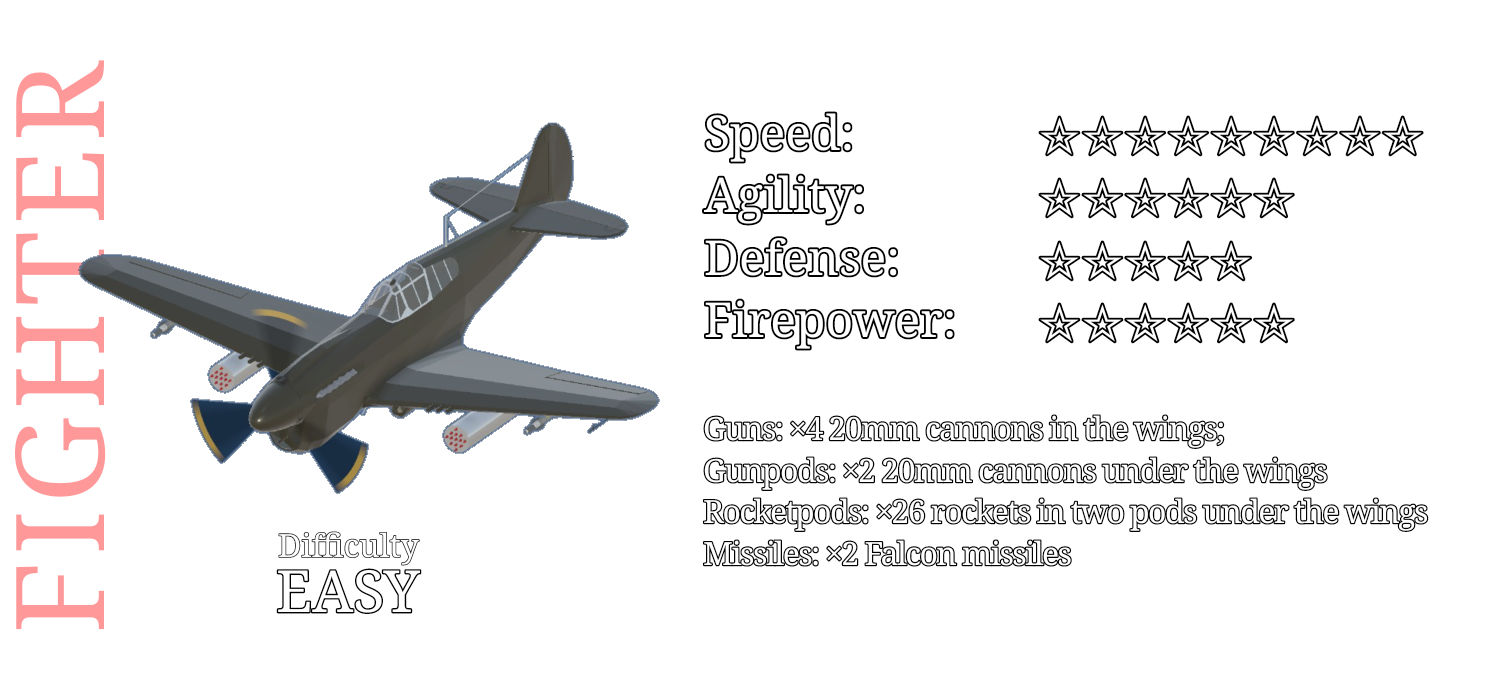 FIGHTER
Speed: ☆☆☆☆☆☆☆☆☆
Agility: ☆☆☆☆☆☆
Defense: ☆☆☆☆☆
Firepower: ☆☆☆☆☆☆
Guns: ×4 20mm cannons in the wings;
Gunpods: ×2 20mm cannons under the wings
Rocketpods: ×26 rockets in two pods under the wings
Missiles: ×2 Falcon missiles
Difficulty
EASY